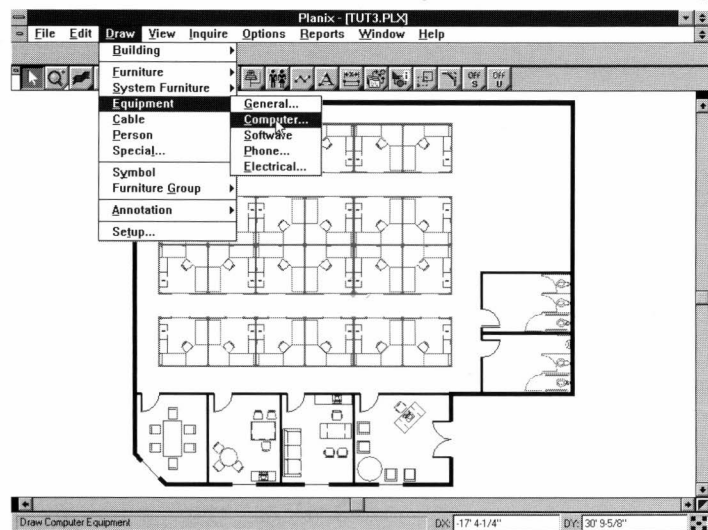 Planix - [TUT3.PLX]
File Edit Draw View Inquire Options Reports Window Help
Building
Furniture
System Furniture
Equipment
Cable
Person
Special...
Symbol
Furniture Group
Annotation
Setup...
General...
Computer...
Software
Phone...
Electrical...
A OFF S OFF U
Draw Computer Equipment DX: -17' 4-1/4" DY: 30' 9-5/8"